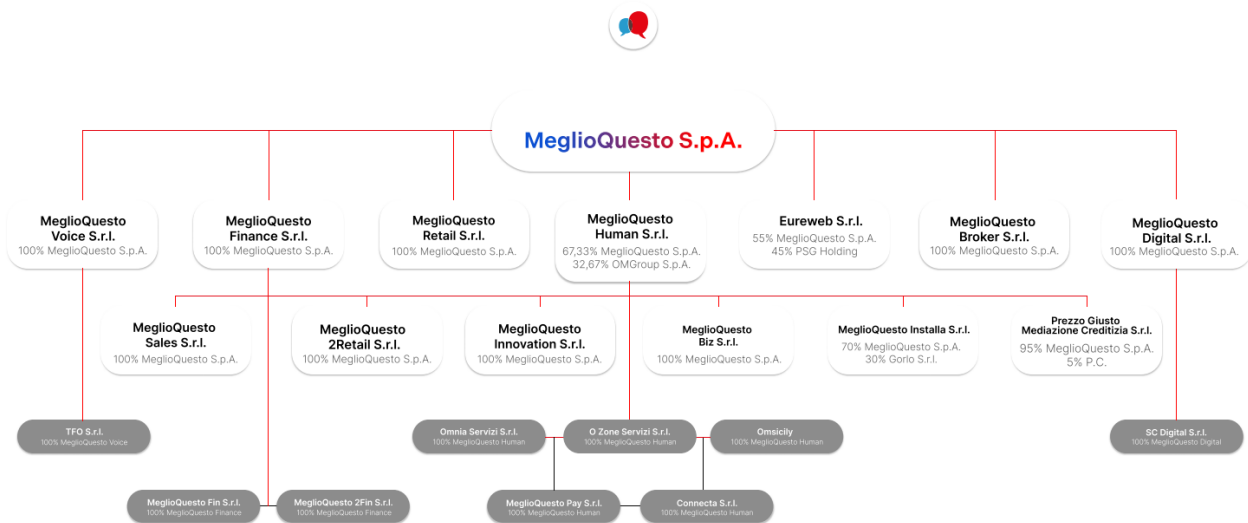 MeglioQuesto S.p.A.
MeglioQuesto
Voice S.r.l.
100% MeglioQuesto S.p.A.
MeglioQuesto
Finance S.r.l.
100% MeglioQuesto S.p.A.
MeglioQuesto
Retail S.r.l.
100% MeglioQuesto S.p.A.
MeglioQuesto
Human S.r.l.
67,33% MeglioQuesto S.p.A.
32,67% OMGroup S.p.A.
Eureweb S.r.l.
55% MeglioQuesto S.p.A.
45% PSG Holding
MeglioQuesto
Broker S.r.l.
100% MeglioQuesto S.p.A.
MeglioQuesto
Digital S.r.l.
100% MeglioQuesto S.p.A.
MeglioQuesto
Sales S.r.l.
100% MeglioQuesto S.p.A.
MeglioQuesto
2Retail S.r.l.
100% MeglioQuesto S.p.A.
MeglioQuesto
Innovation S.r.l.
100% MeglioQuesto S.p.A.
MeglioQuesto
Biz S.r.l.
100% MeglioQuesto S.p.A.
MeglioQuesto Installa S.r.l.
70% MeglioQuesto S.p.A.
30% Gorlo S.r.l.
Prezzo Giusto
Mediazione Creditizia S.r.l.
95% MeglioQuesto S.p.A.
5% P.C.
TFO S.r.l.
100% MeglioQuesto Voice
Omnia Servizi S.r.l.
100% MeglioQuesto Human
O Zone Servizi S.r.l.
100% MeglioQuesto Human
Omsicily
100% MeglioQuesto Human
SC Digital S.r.l.
100% MeglioQuesto Digital
MeglioQuesto Fin S.r.l.
100% MeglioQuesto Finance
MeglioQuesto 2Fin S.r.l.
100% MeglioQuesto Finance
MeglioQuesto Pay S.r.l.
100% MeglioQuesto Human
Connecta S.r.l.
100% MeglioQuesto Human